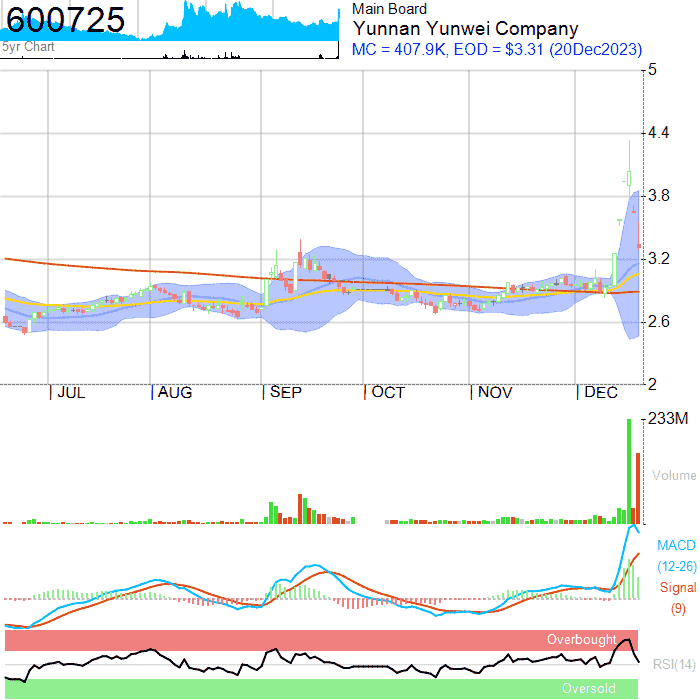 600725
5yr Chart
Main Board
Yunnan Yunwei Company
MC = 407.9K, EOD = $3.31 (20Dec2023)
5
4.4
3.8
3.2
2.6
2
JUL AUG SEP OCT NOV DEC
233M
Volume
MACD
(12-26)
Signal
(9)
Overbought
RSI(14)
Oversold